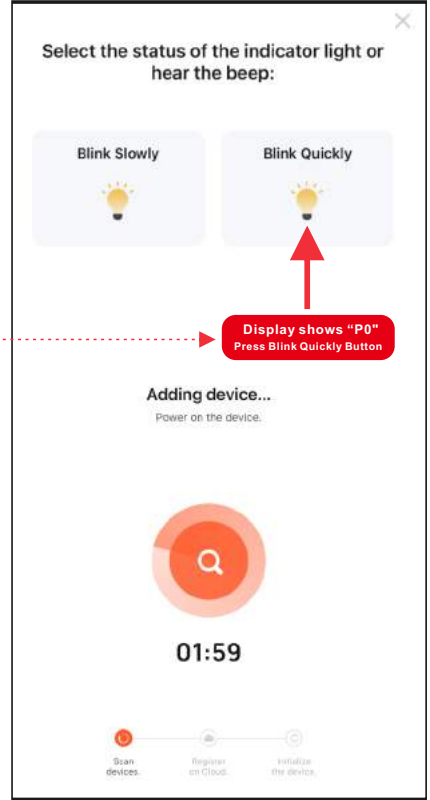 Select the status of the indicator light or
hear the beep:
Blink Slowly
Blink Quickly
Display shows "P0"
Press Blink Quickly Button
Adding device...
Power on the device.
01:59
Scan
devices.
Register
on Cloud.
Initialize
the device.